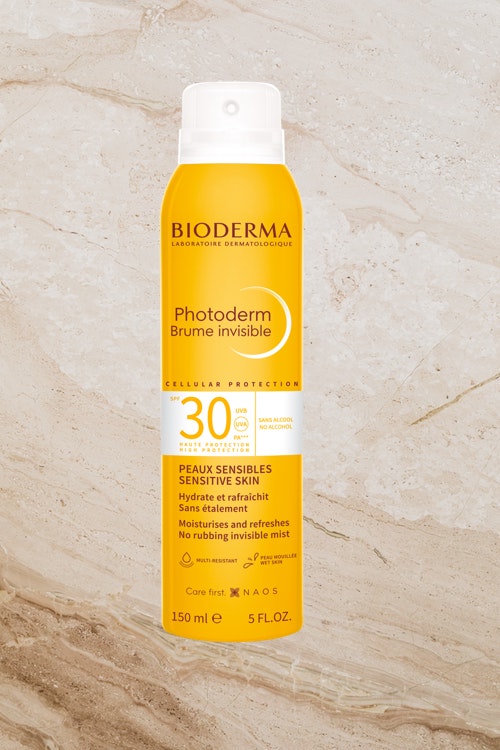 BIODERMA
LABORATOIRE DERMATOLOGIQUE
Photoderm
Brume invisible
CELLULAR PROTECTION
SPF 30 UVB
UVA
PA+++
HAUTE PROTECTION
HIGH PROTECTION
SANS ALCOOL
NO ALCOHOL
PEAUX SENSIBLES
SENSITIVE SKIN
Hydrate et rafraîchit
Sans étalement
Moisturises and refreshes
No rubbing invisible mist
MULTI-RESISTANT
PEAU MOUILLÉE
WET SKIN
Care first. NAOS
150 ml ℮ 5 FL.OZ.